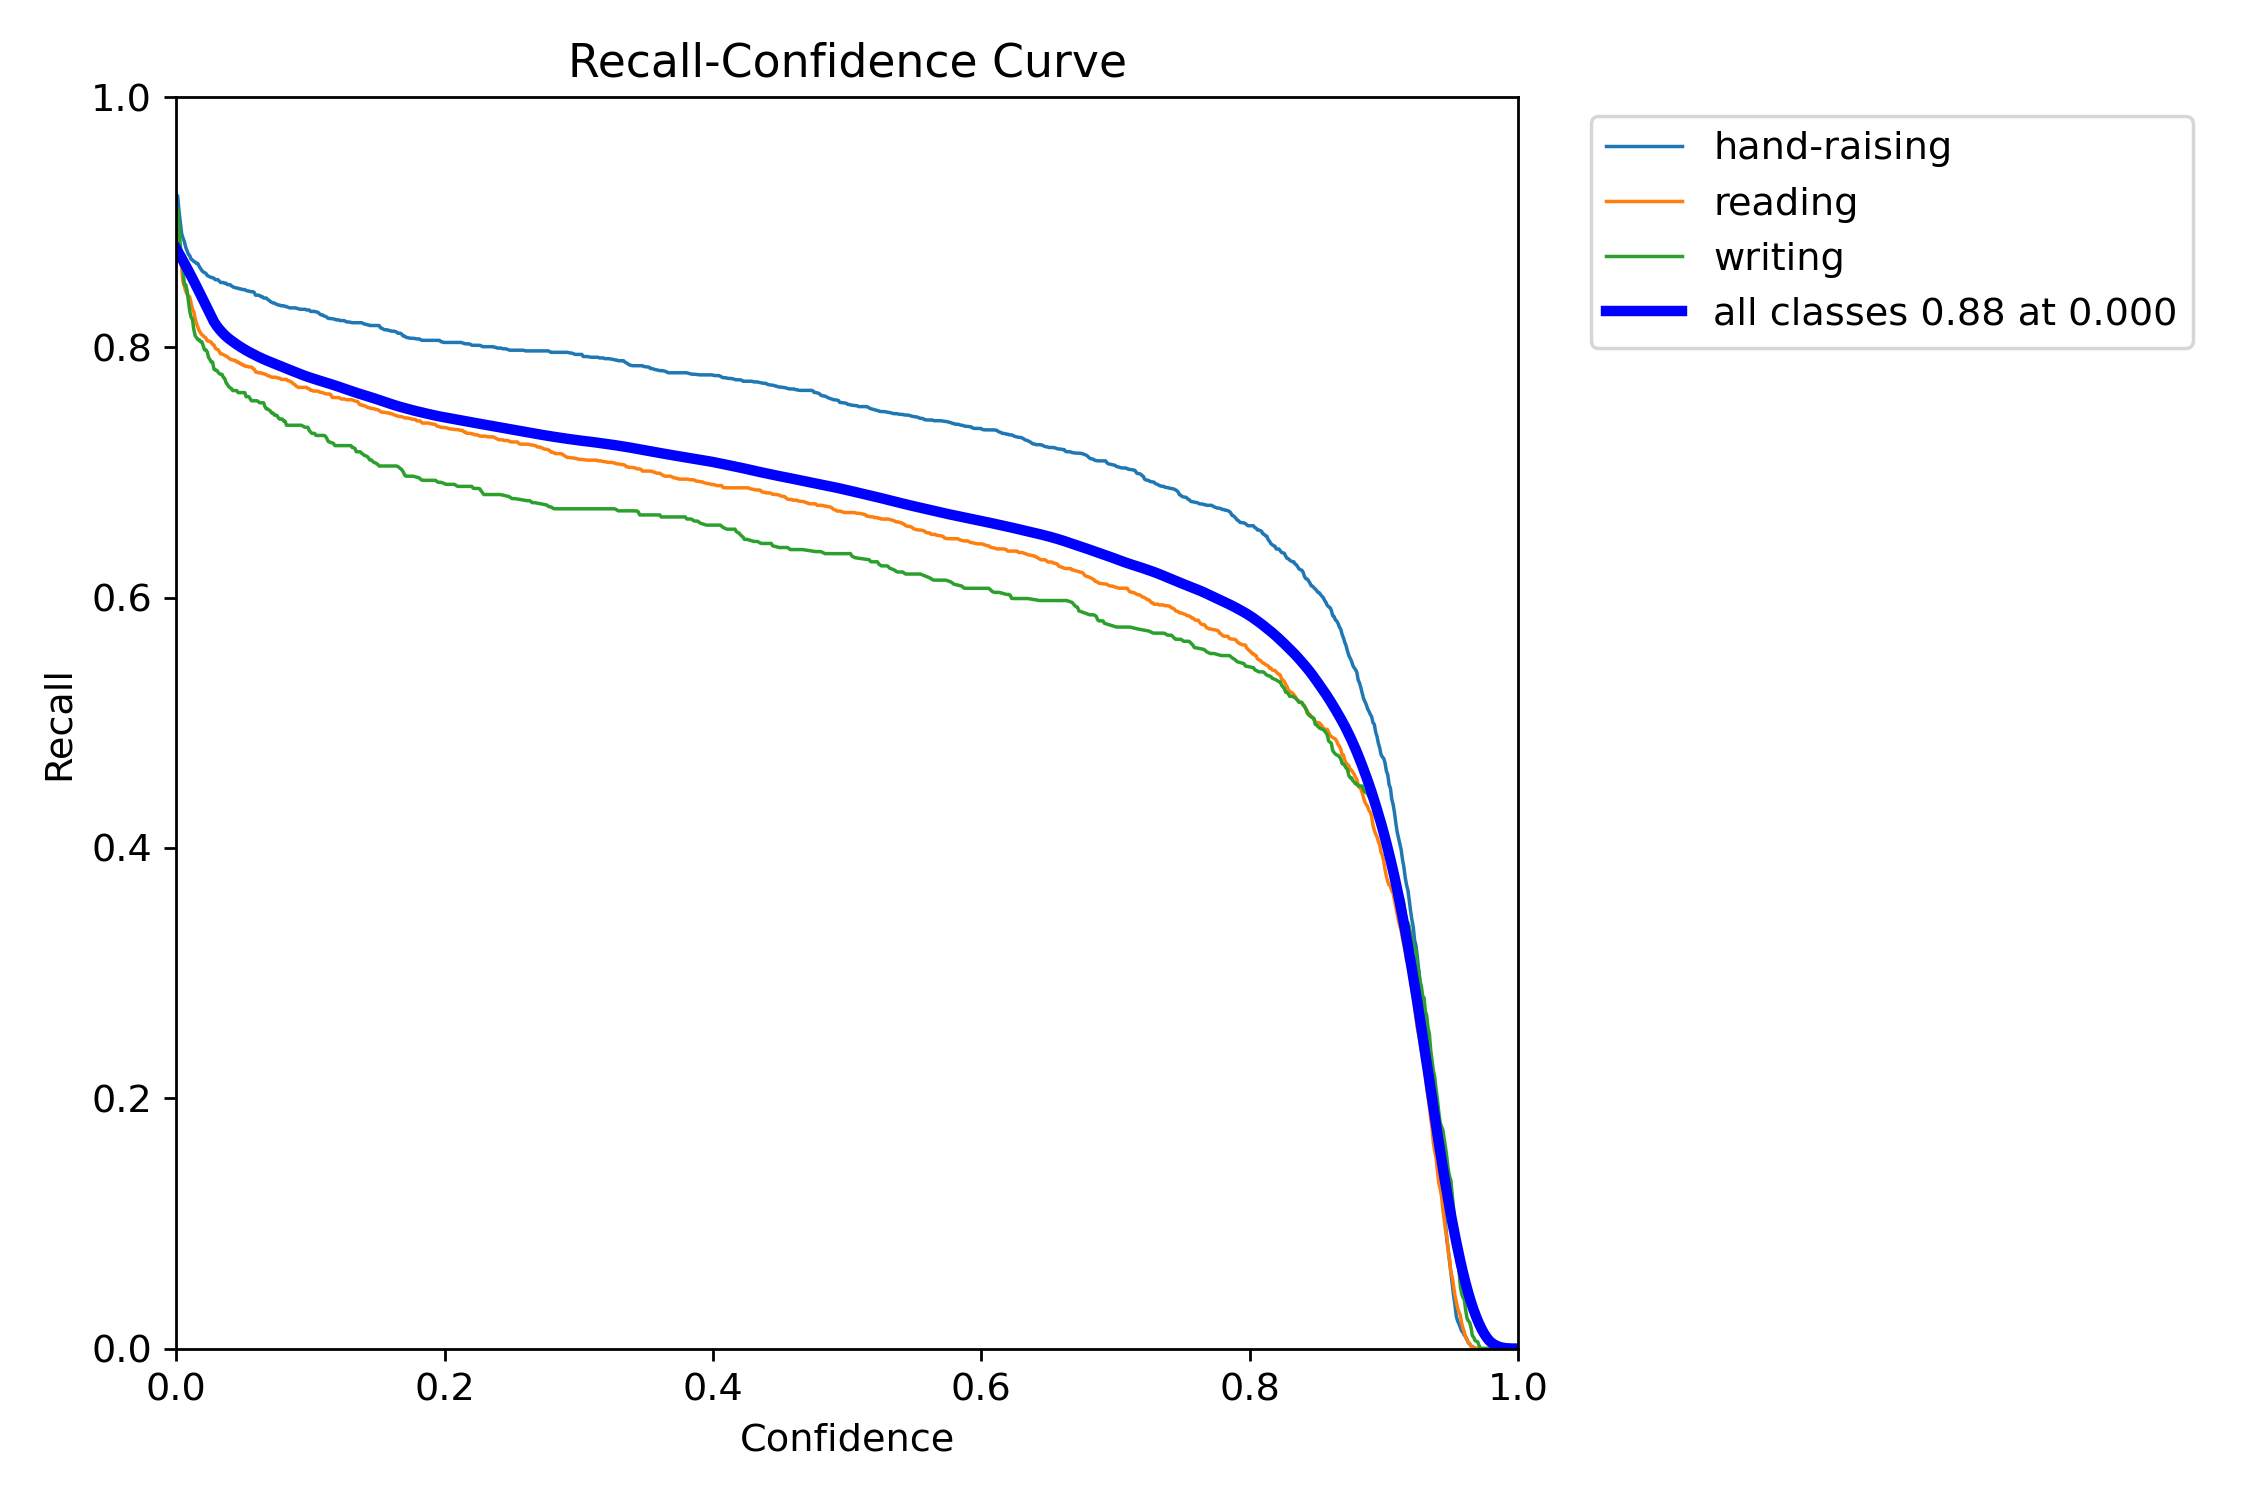 Recall-Confidence Curve
1.0
0.8
0.6
0.4
0.2
0.0
Recall
0.0 0.2 0.4 0.6 0.8 1.0
Confidence
hand-raising
reading
writing
all classes 0.88 at 0.000